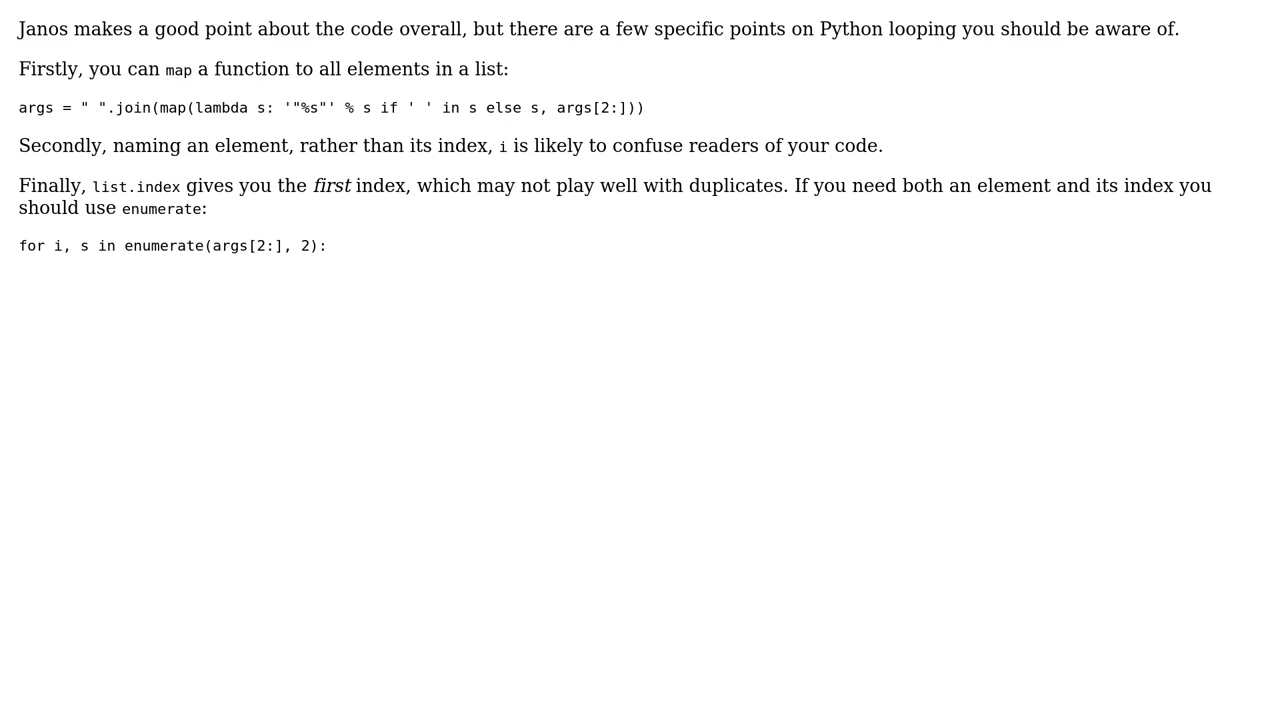 Janos makes a good point about the code overall, but there are a few specific points on Python looping you should be aware of.
Firstly, you can map a function to all elements in a list:
args = " ".join(map(lambda s: '"%s"' % s if ' ' in s else s, args[2:]))
Secondly, naming an element, rather than its index, i is likely to confuse readers of your code.
Finally, list.index gives you the first index, which may not play well with duplicates. If you need both an element and its index you
should use enumerate:
for i, s in enumerate(args[2:], 2):